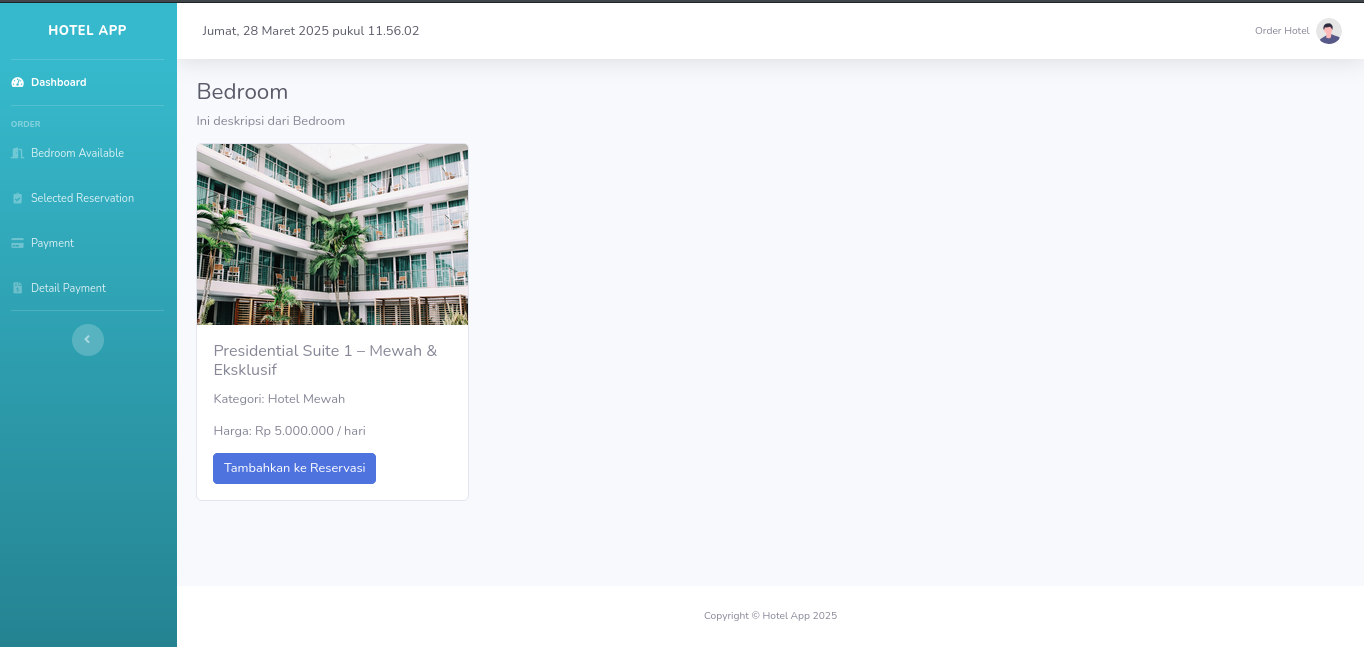 HOTEL APP
Jumat, 28 Maret 2025 pukul 11.56.02
Order Hotel
Dashboard
ORDER
Bedroom Available
Selected Reservation
Payment
Detail Payment
Bedroom
Ini deskripsi dari Bedroom
Presidential Suite 1 – Mewah &
Eksklusif
Kategori: Hotel Mewah
Harga: Rp 5.000.000 / hari
Tambahkan ke Reservasi
Copyright © Hotel App 2025